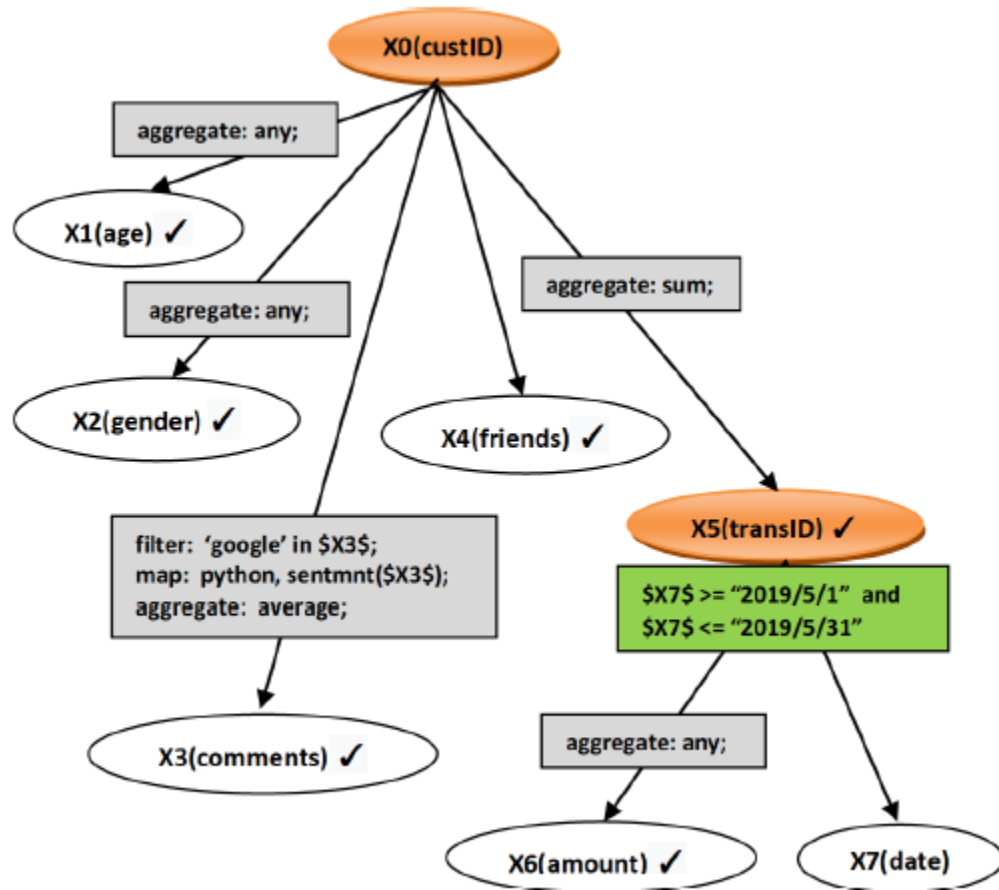 X0(custID)
aggregate: any;
X1(age) ✓
aggregate: sum;
aggregate: any;
X2(gender) ✓
X4(friends) ✓
X5(transID) ✓
filter: ‘google’ in $X3$;
map: python, sentmnt($X3$);
aggregate: average;
$X7$ >= “2019/5/1” and
$X7$ <= “2019/5/31”
X3(comments) ✓
aggregate: any;
X6(amount) ✓
X7(date)